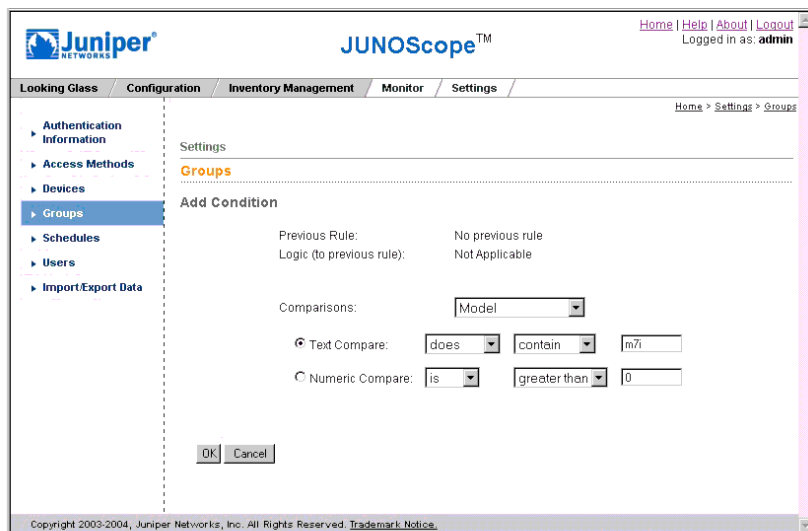 Home | Help | About | Logout
Juniper®
NETWORKS
JUNOScope™
Logged in as: admin
Looking Glass
Configuration
Inventory Management
Monitor
Settings
Home > Settings > Groups
Authentication
Information
Access Methods
Devices
Groups
Schedules
Users
Import/Export Data
Settings
Groups
Add Condition
Previous Rule: No previous rule
Logic (to previous rule): Not Applicable
Comparisons: Model
Text Compare: does contain m7i
Numeric Compare: is greater than 0
OK Cancel
Copyright 2003-2004, Juniper Networks, Inc. All Rights Reserved. Trademark Notice.